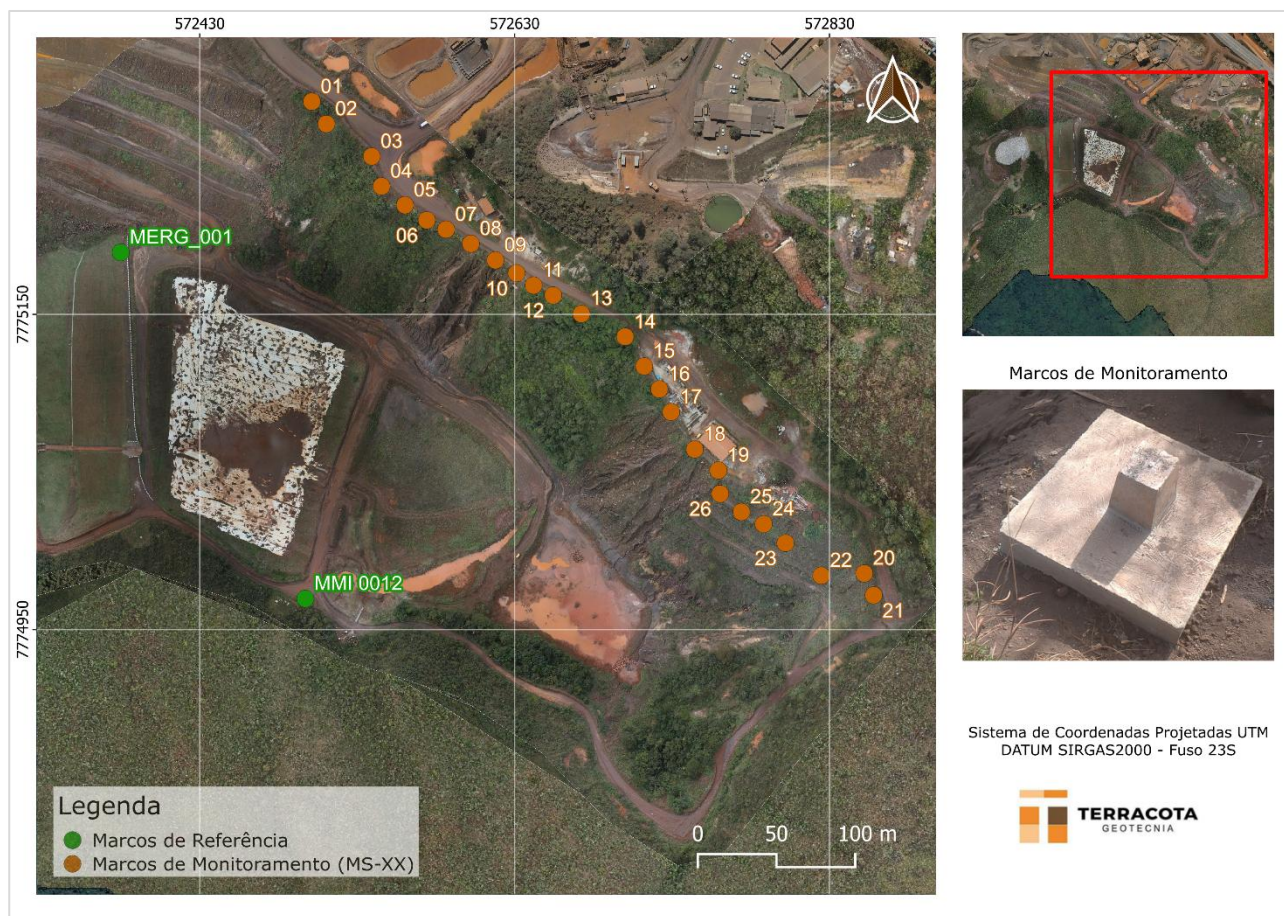 572430
572630
572830
7775150
7774950
01
02
03
04
05
06
07
08
09
10
11
12
13
14
15
16
17
18
19
26
25
24
23
22
20
21
MERG_001
MMI 0012
Legenda
Marcos de Referência
Marcos de Monitoramento (MS-XX)
0 50 100 m
Marcos de Monitoramento
Sistema de Coordenadas Projetadas UTM
DATUM SIRGAS2000 - Fuso 23S
TERRACOTA
GEOTECNIA